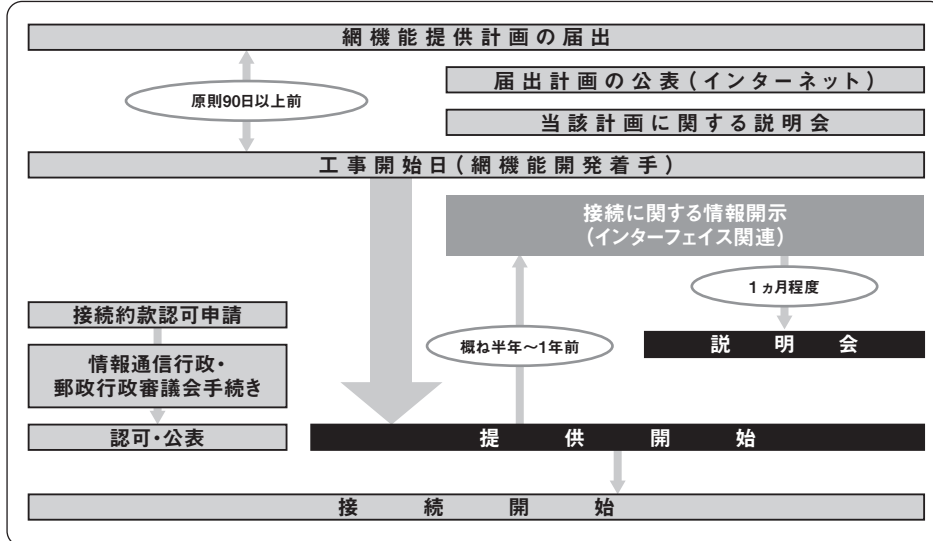 網機能提供計画の届出
原則90日以上前
届出計画の公表(インターネット)
当該計画に関する説明会
工事開始日(網機能開発着手)
接続に関する情報開示
(インターフェイス関連)
1ヵ月程度
接続約款認可申請
概ね半年〜1年前
説明会
情報通信行政・
郵政行政審議会手続き
認可・公表
提供開始
接続開始